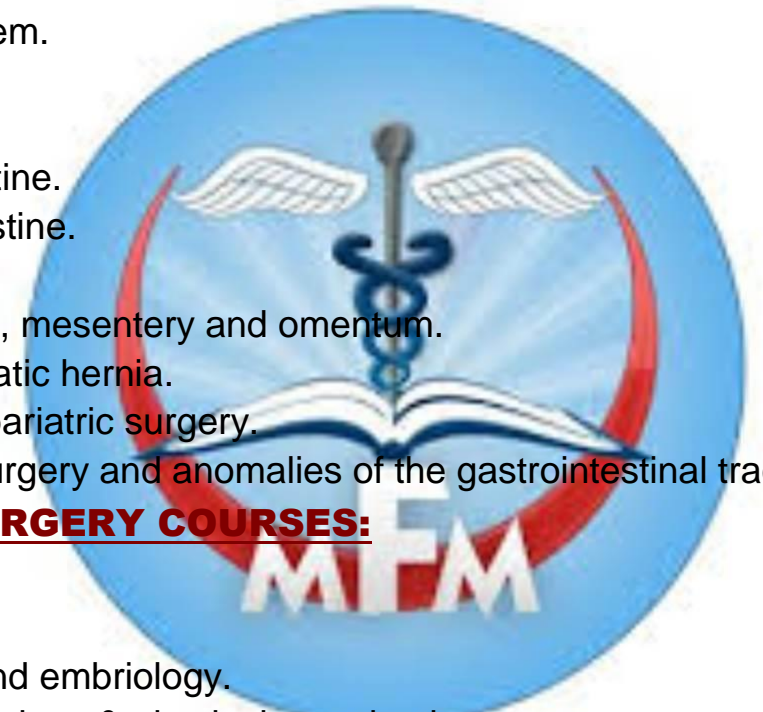 em.
tine.
stine.
, mesentery and omentum.
atic hernia.
pariatric surgery.
urgery and anomalies of the gastrointestinal tra
RGERY COURSES:
MFM
nd embriology.